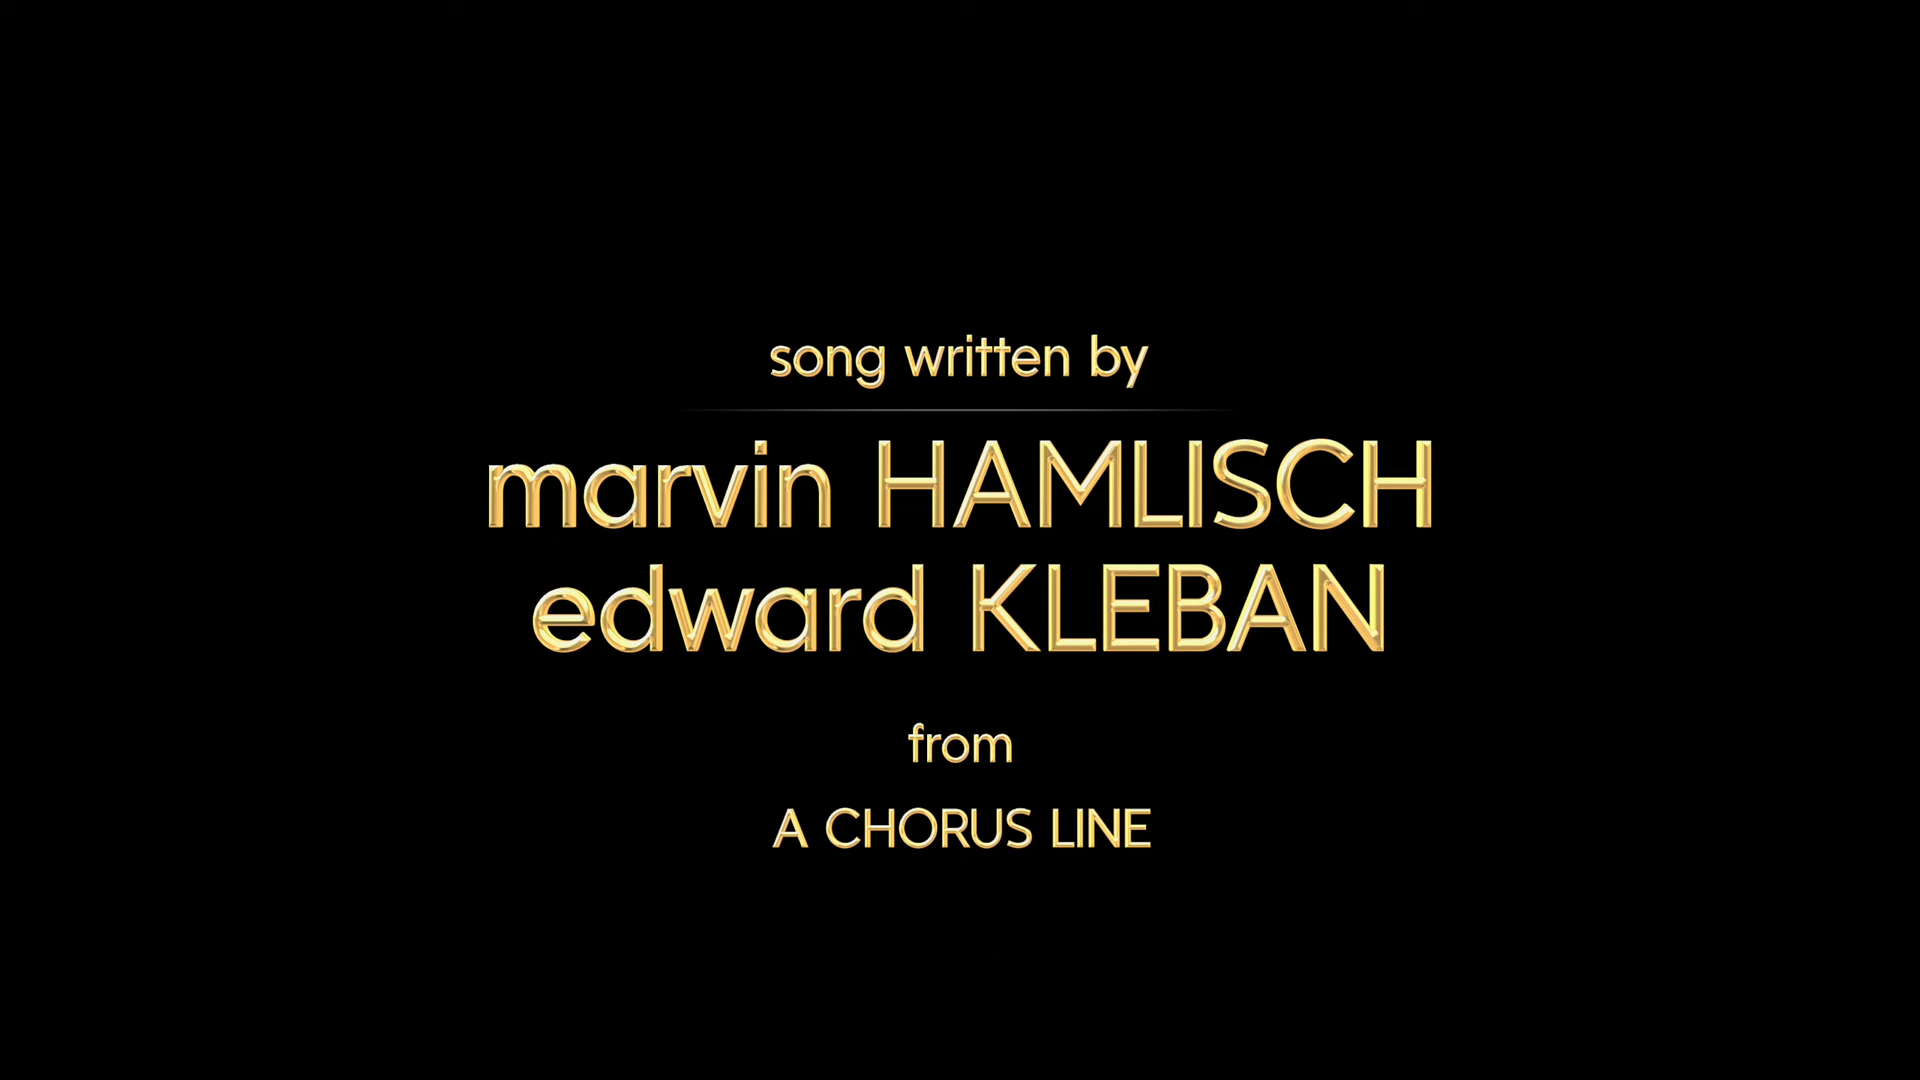 song written by
marvin HAMLISCH
edward KLEBAN
from
A CHORUS LINE